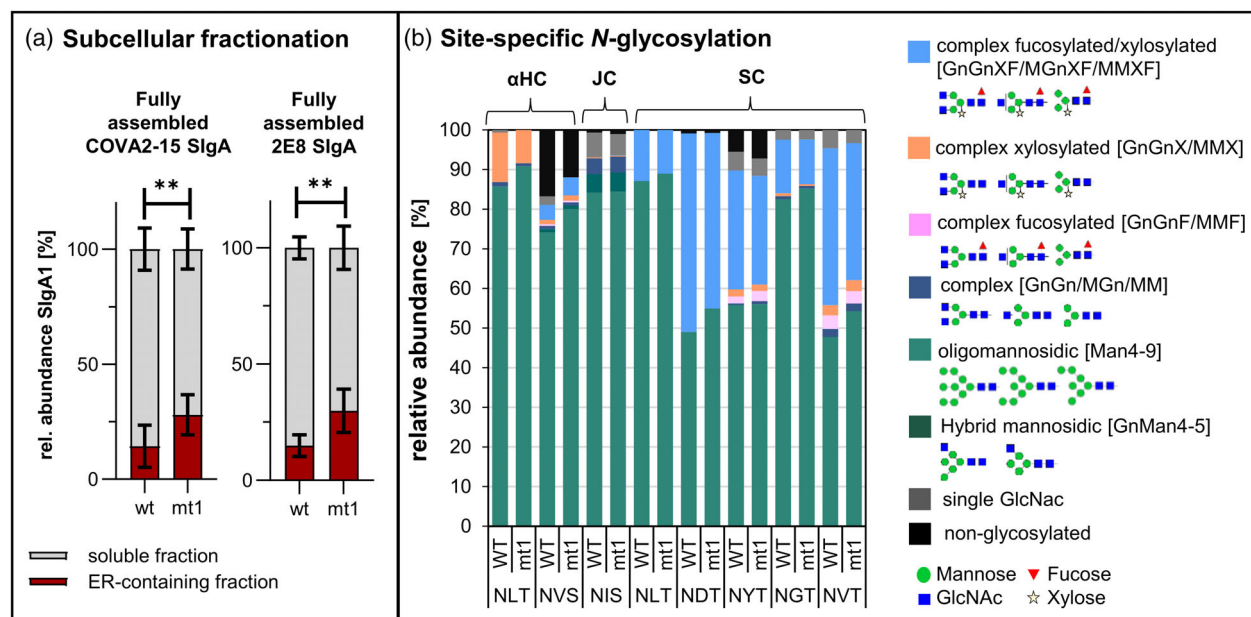 (a) Subcellular fractionation
Fully
assembled
COVA2-15 SIgA
Fully
assembled
2E8 SIgA
rel. abundance SIgA1 [%]
**
100
50
0
wt mt1
**
100
50
0
wt mt1
soluble fraction
ER-containing fraction
(b) Site-specific N-glycosylation
αHC JC SC
relative abundance [%]
100
90
80
70
60
50
40
30
20
10
0
WT mt1 WT mt1 WT mt1 WT mt1 WT mt1 WT mt1 WT mt1 WT mt1
NLT NVS NIS NLT NDT NYT NGT NVT
complex fucosylated/xylosylated
[GnGnXF/MGnXF/MMXF]
complex xylosylated [GnGnX/MMX]
complex fucosylated [GnGnF/MMF]
complex [GnGn/MGn/MM]
oligomannosidic [Man4-9]
Hybrid mannosidic [GnMan4-5]
single GlcNac
non-glycosylated
Mannose Fucose
GlcNAc Xylose